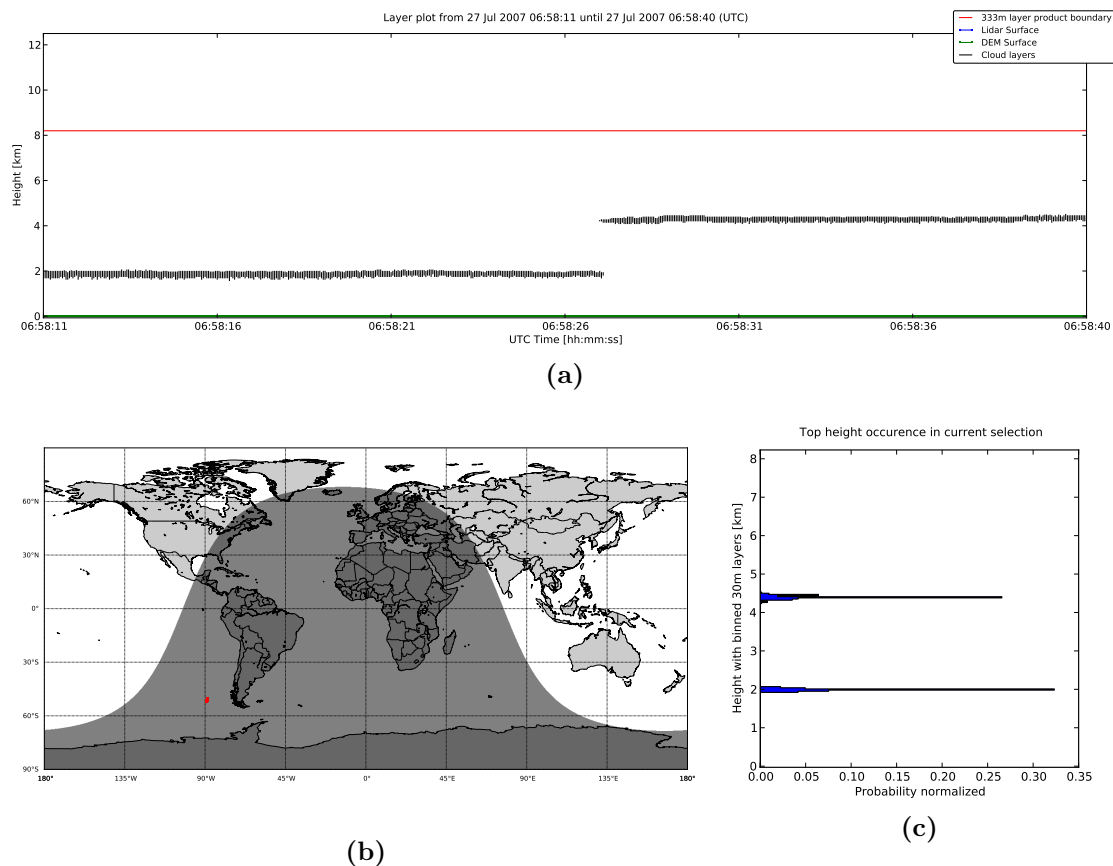 Layer plot from 27 Jul 2007 06:58:11 until 27 Jul 2007 06:58:40 (UTC)
333m layer product boundary
Lidar Surface
DEM Surface
Cloud layers
Height [km]
12
10
8
6
4
2
0
06:58:11 06:58:16 06:58:21 06:58:26 06:58:31 06:58:36 06:58:40
UTC Time [hh:mm:ss]
(a)
60°N
30°N
0°
30°S
60°S
90°S
180° 135°W 90°W 45°W 0° 45°E 90°E 135°E 180°
(b)
Top height occurence in current selection
Height with binned 30m layers [km]
8
7
6
5
4
3
2
1
0
0.00 0.05 0.10 0.15 0.20 0.25 0.30 0.35
Probability normalized
(c)